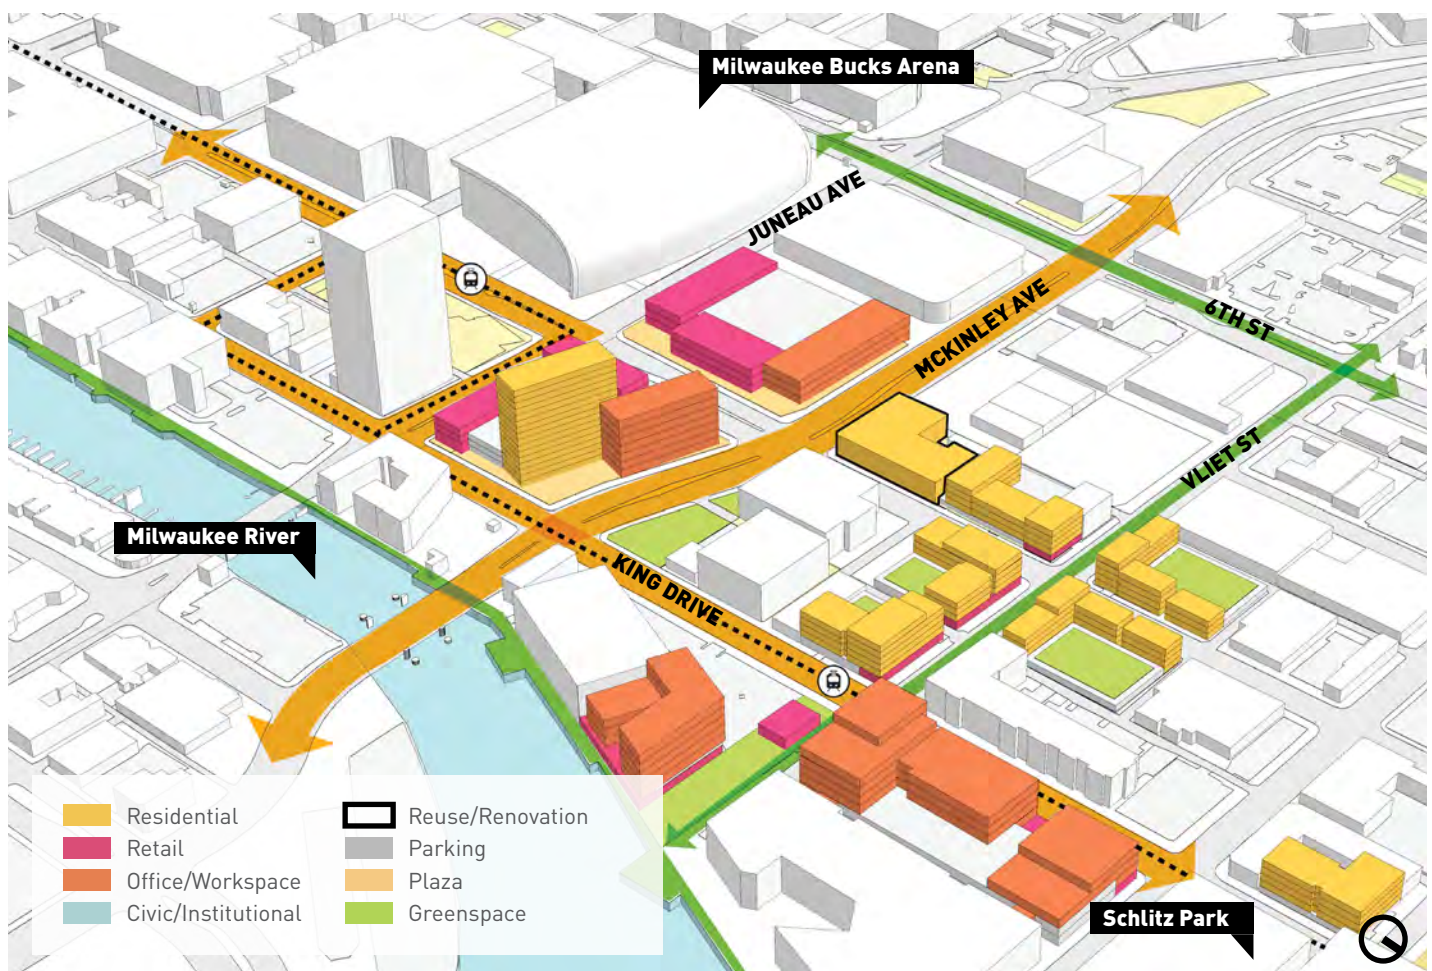 Milwaukee Bucks Arena
JUNEAU AVE
MCKINLEY AVE
6TH ST
VLIET ST
Milwaukee River
KING DRIVE
Schlitz Park
Residential
Retail
Office/Workspace
Civic/Institutional
Reuse/Renovation
Parking
Plaza
Greenspace